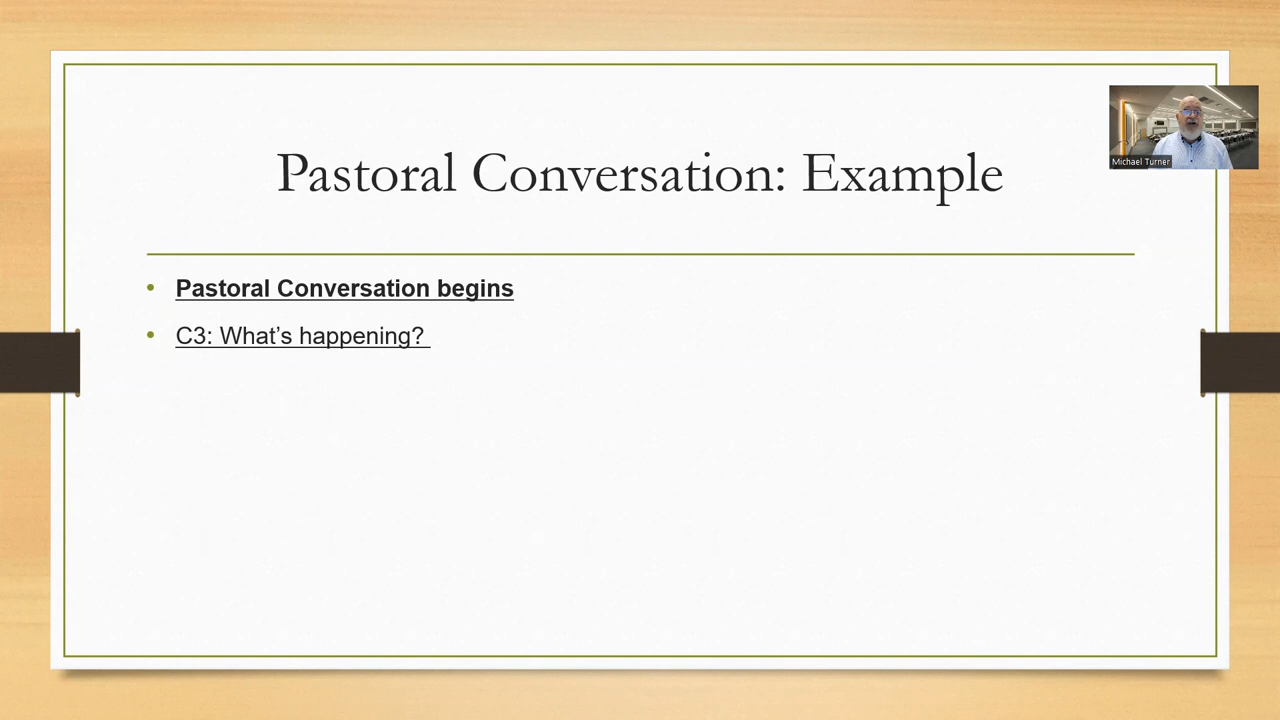 Pastoral Conversation: Example
Michael Turner
• Pastoral Conversation begins
• C3: What’s happening?